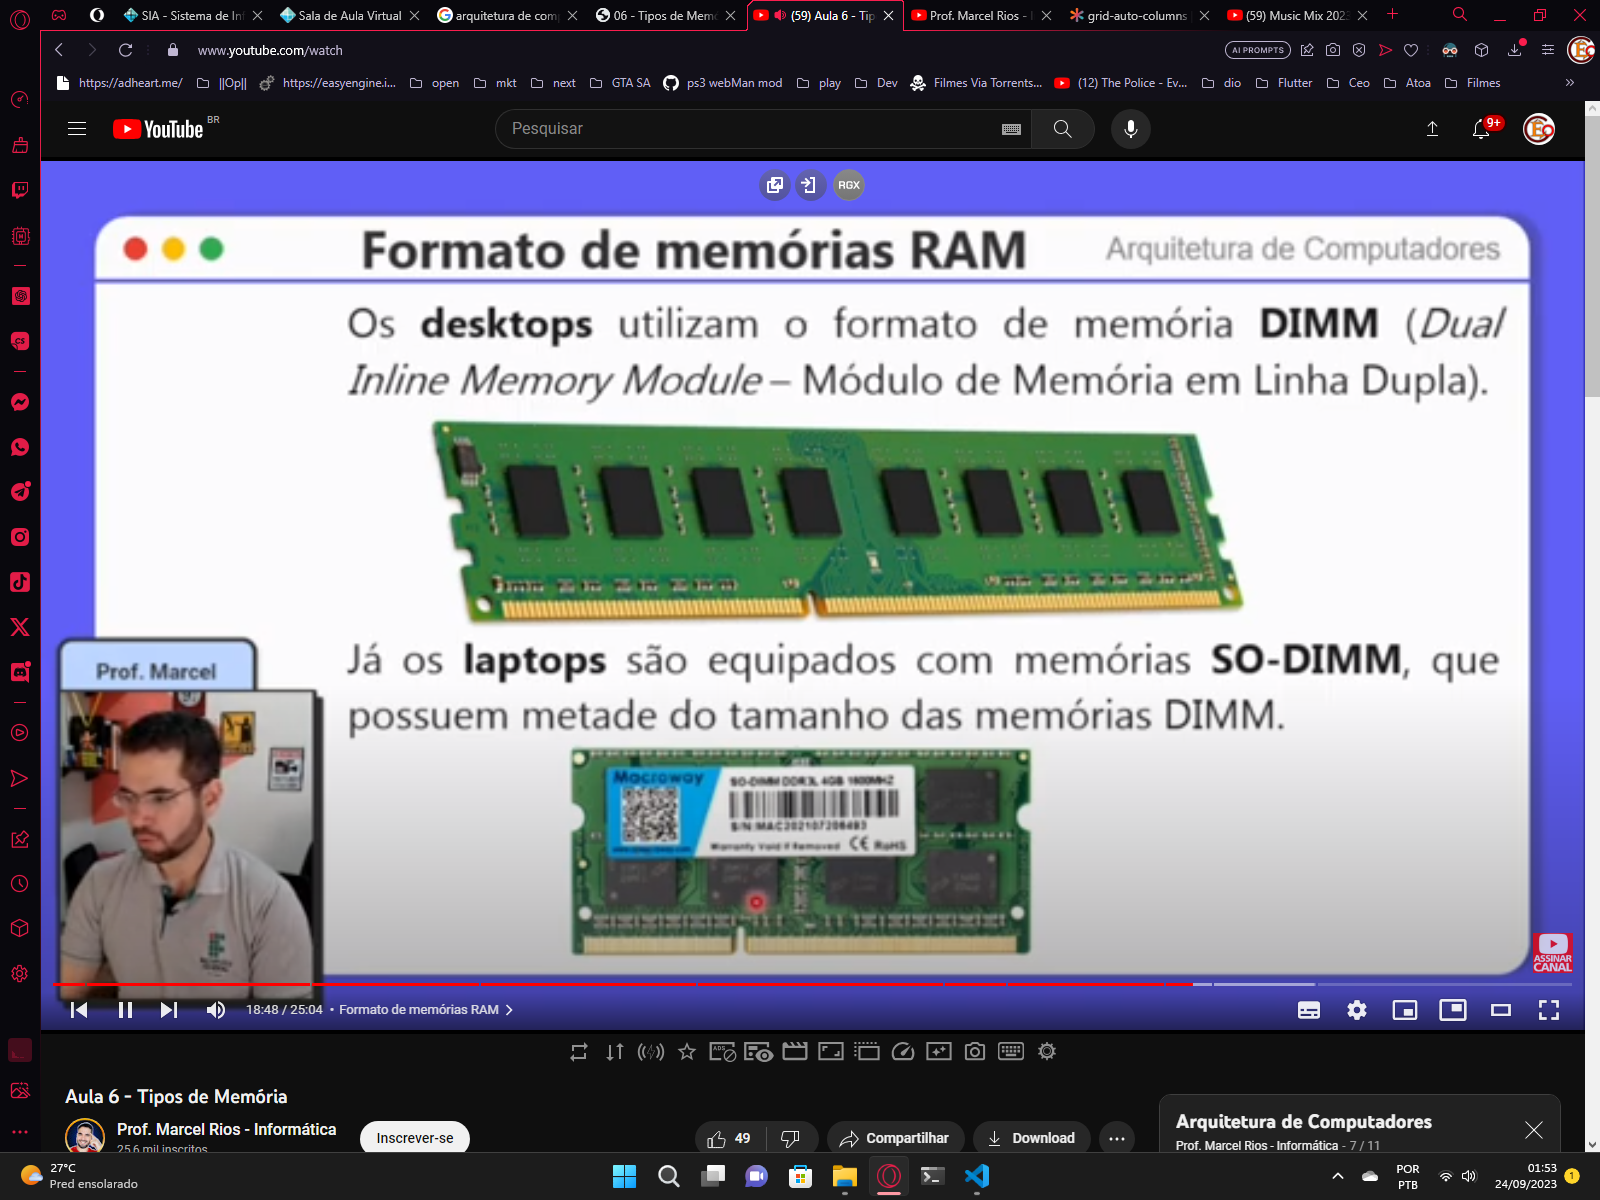 SIA - Sistema de In
Sala de Aula Virtual
arquitetura de com
06 - Tipos de Mem
(59) Aula 6 - Tip
Prof. Marcel Rios -
grid-auto-columns
(59) Music Mix 202
www.youtube.com/watch
AI PROMPTS
https://adheart.me/
||Op||
https://easyengine.i...
open
mkt
next
GTA SA
ps3 webMan mod
play
Dev
Filmes Via Torrents...
(12) The Police - Ev...
dio
Flutter
Ceo
Atoa
Filmes
YouTube BR
Pesquisar
9+
RGX
Formato de memórias RAM
Arquitetura de Computadores
Os desktops utilizam o formato de memória DIMM (Dual
Inline Memory Module – Módulo de Memória em Linha Dupla).
Já os laptops são equipados com memórias SO-DIMM, que
possuem metade do tamanho das memórias DIMM.
Prof. Marcel
Macroway
SO-DIMM DDR3L 4GB 1600MHZ
Warranty Void if Removed CE RoHS
ASSINAR
CANAL
18:48 / 25:04 • Formato de memórias RAM
Aula 6 - Tipos de Memória
Prof. Marcel Rios - Informática
25,6 mil inscritos
Inscrever-se
49
Compartilhar
Download
Arquitetura de Computadores
Prof. Marcel Rios - Informática - 7 / 11
27°C
Pred ensolarado
POR
PTB
01:53
24/09/2023
1